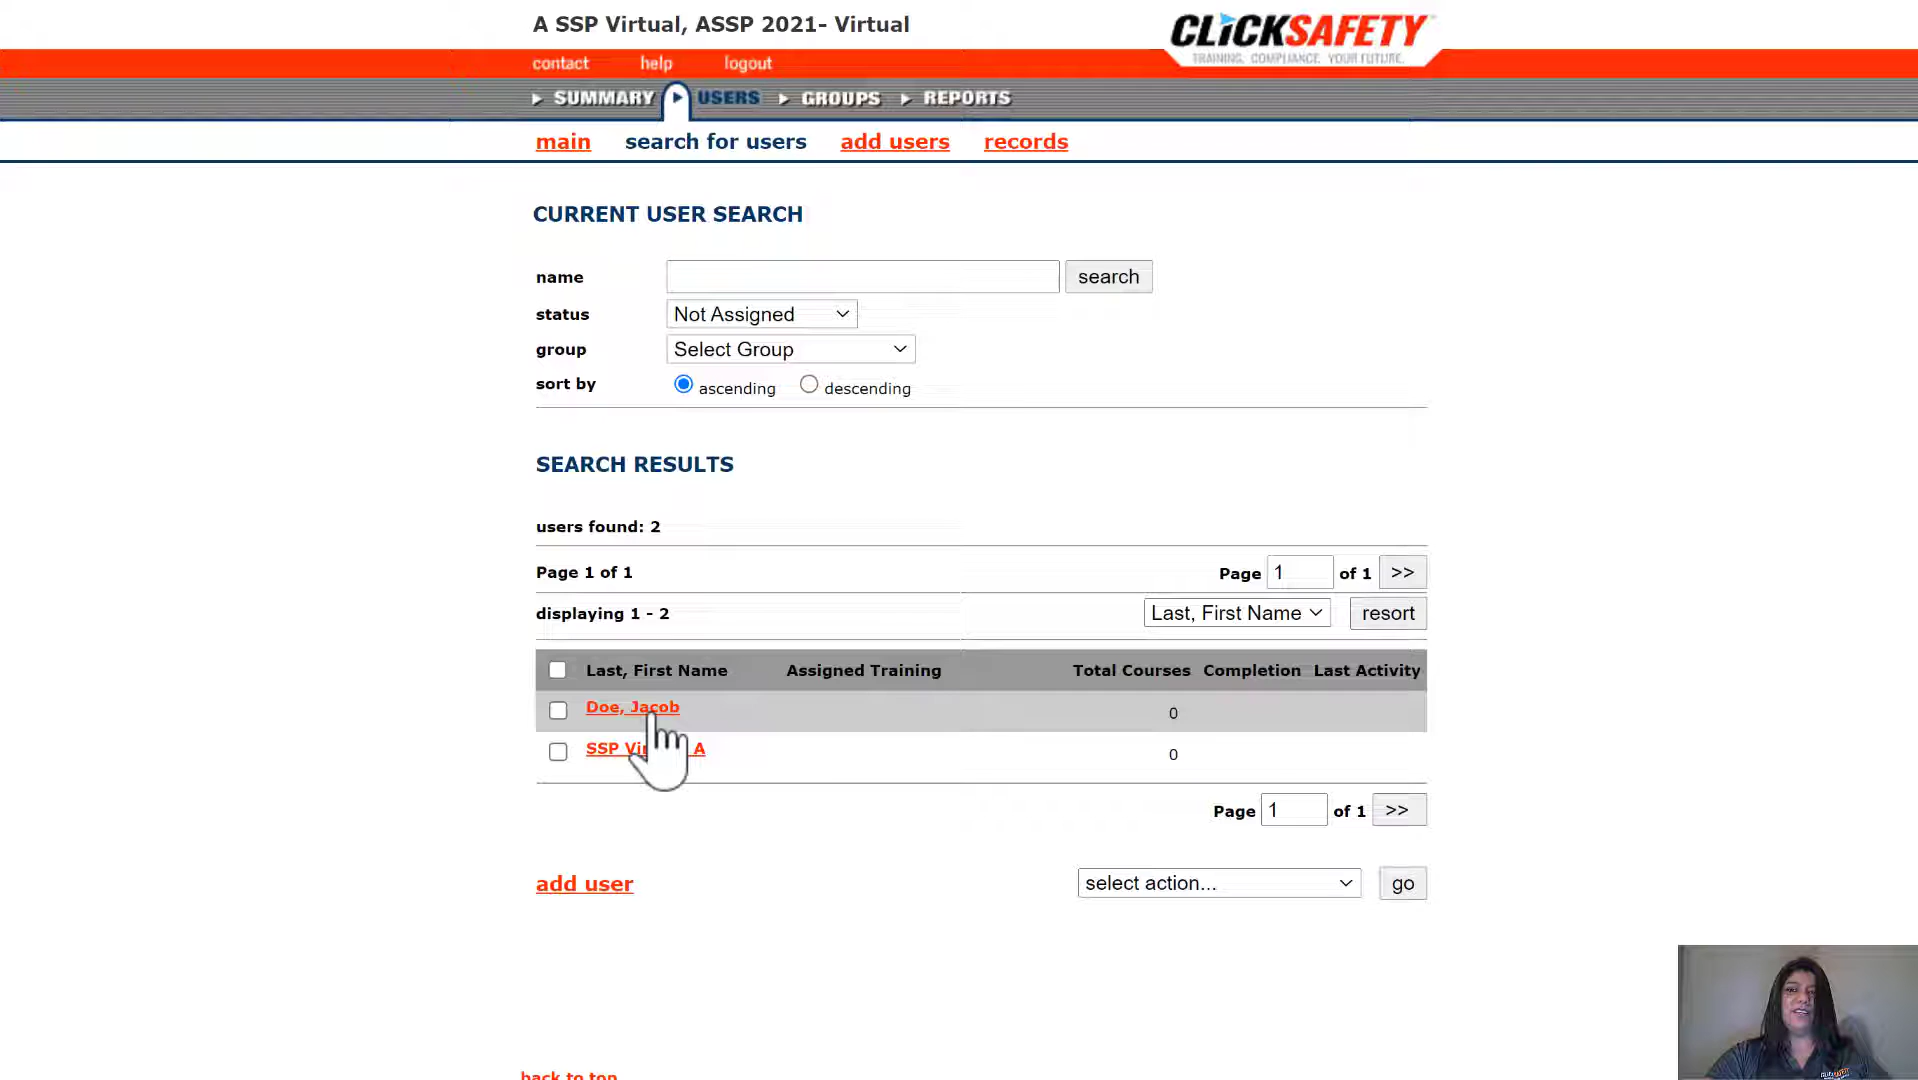 A SSP Virtual, ASSP 2021- Virtual
CLICKSAFETY
TRAINING. COMPLIANCE. YOUR FUTURE.
contact help logout
SUMMARY USERS GROUPS REPORTS
main search for users add users records
CURRENT USER SEARCH
name search
status Not Assigned
group Select Group
sort by ascending descending
SEARCH RESULTS
users found: 2
Page 1 of 1 Page 1 of 1 >>
displaying 1 - 2 Last, First Name resort
Last, First Name Assigned Training Total Courses Completion Last Activity
Doe, Jacob 0
SSP A 0
Page 1 of 1 >>
add user select action... go
back to top
CLICKSAFETY